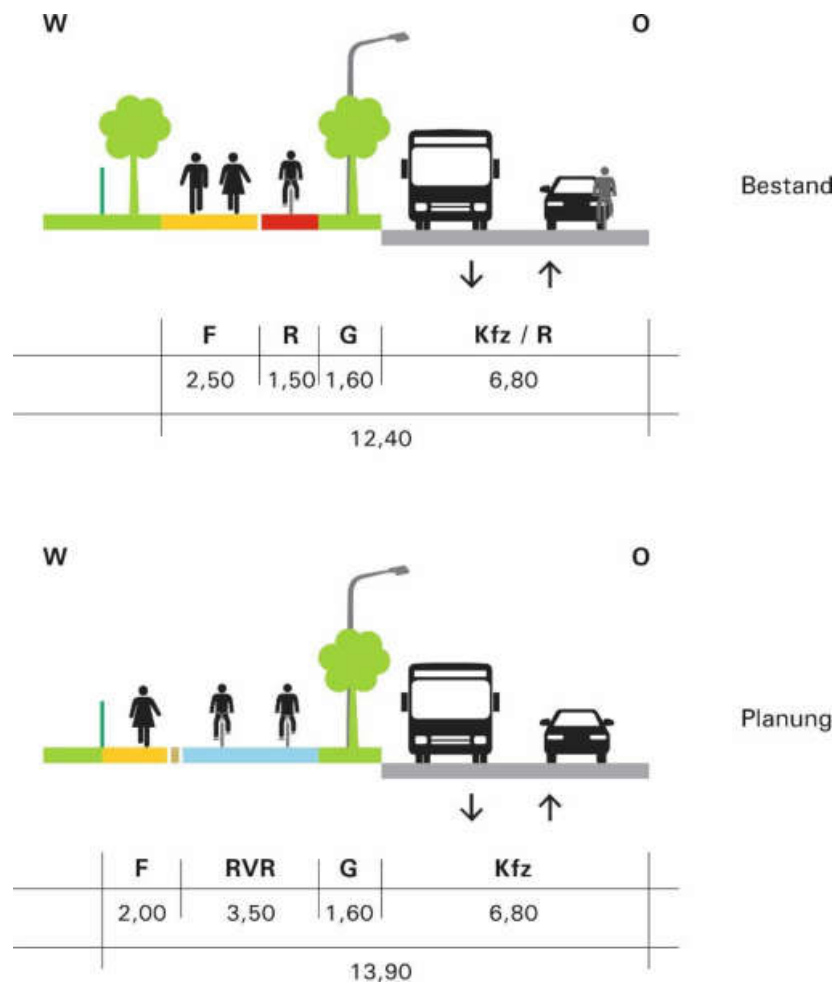 W O
Bestand
F R G Kfz / R
2,50 1,50 1,60 6,80
12,40
W O
Planung
F RVR G Kfz
2,00 3,50 1,60 6,80
13,90